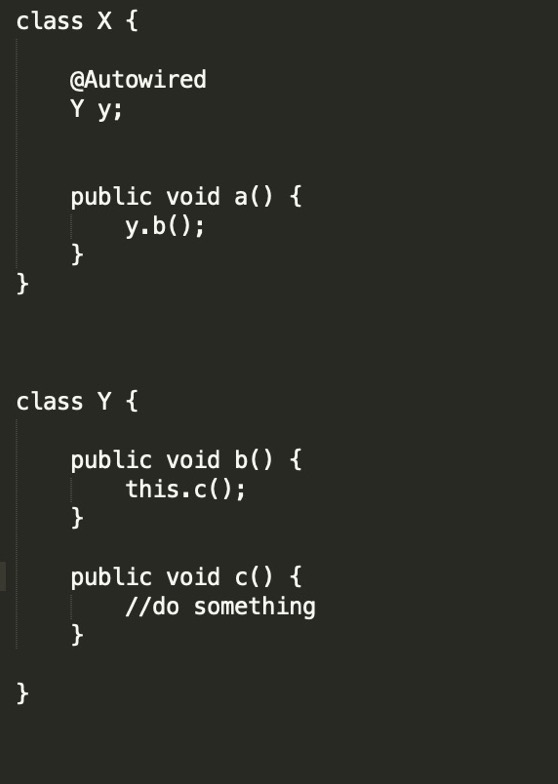 class X {
@Autowired
Y y;
public void a() {
y.b();
}
}
class Y {
public void b() {
this.c();
}
public void c() {
//do something
}
}